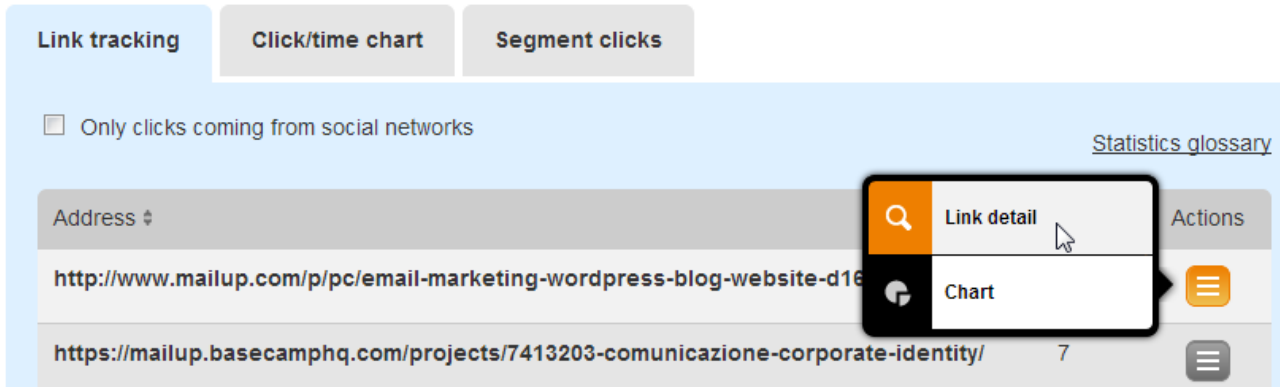 Link tracking Click/time chart Segment clicks
Only clicks coming from social networks
Statistics glossary
Address Actions
Link detail
http://www.mailup.com/p/pc/email-marketing-wordpress-blog-website-d16
Chart
https://mailup.basecamphq.com/projects/7413203-comunicazione-corporate-identity/ 7